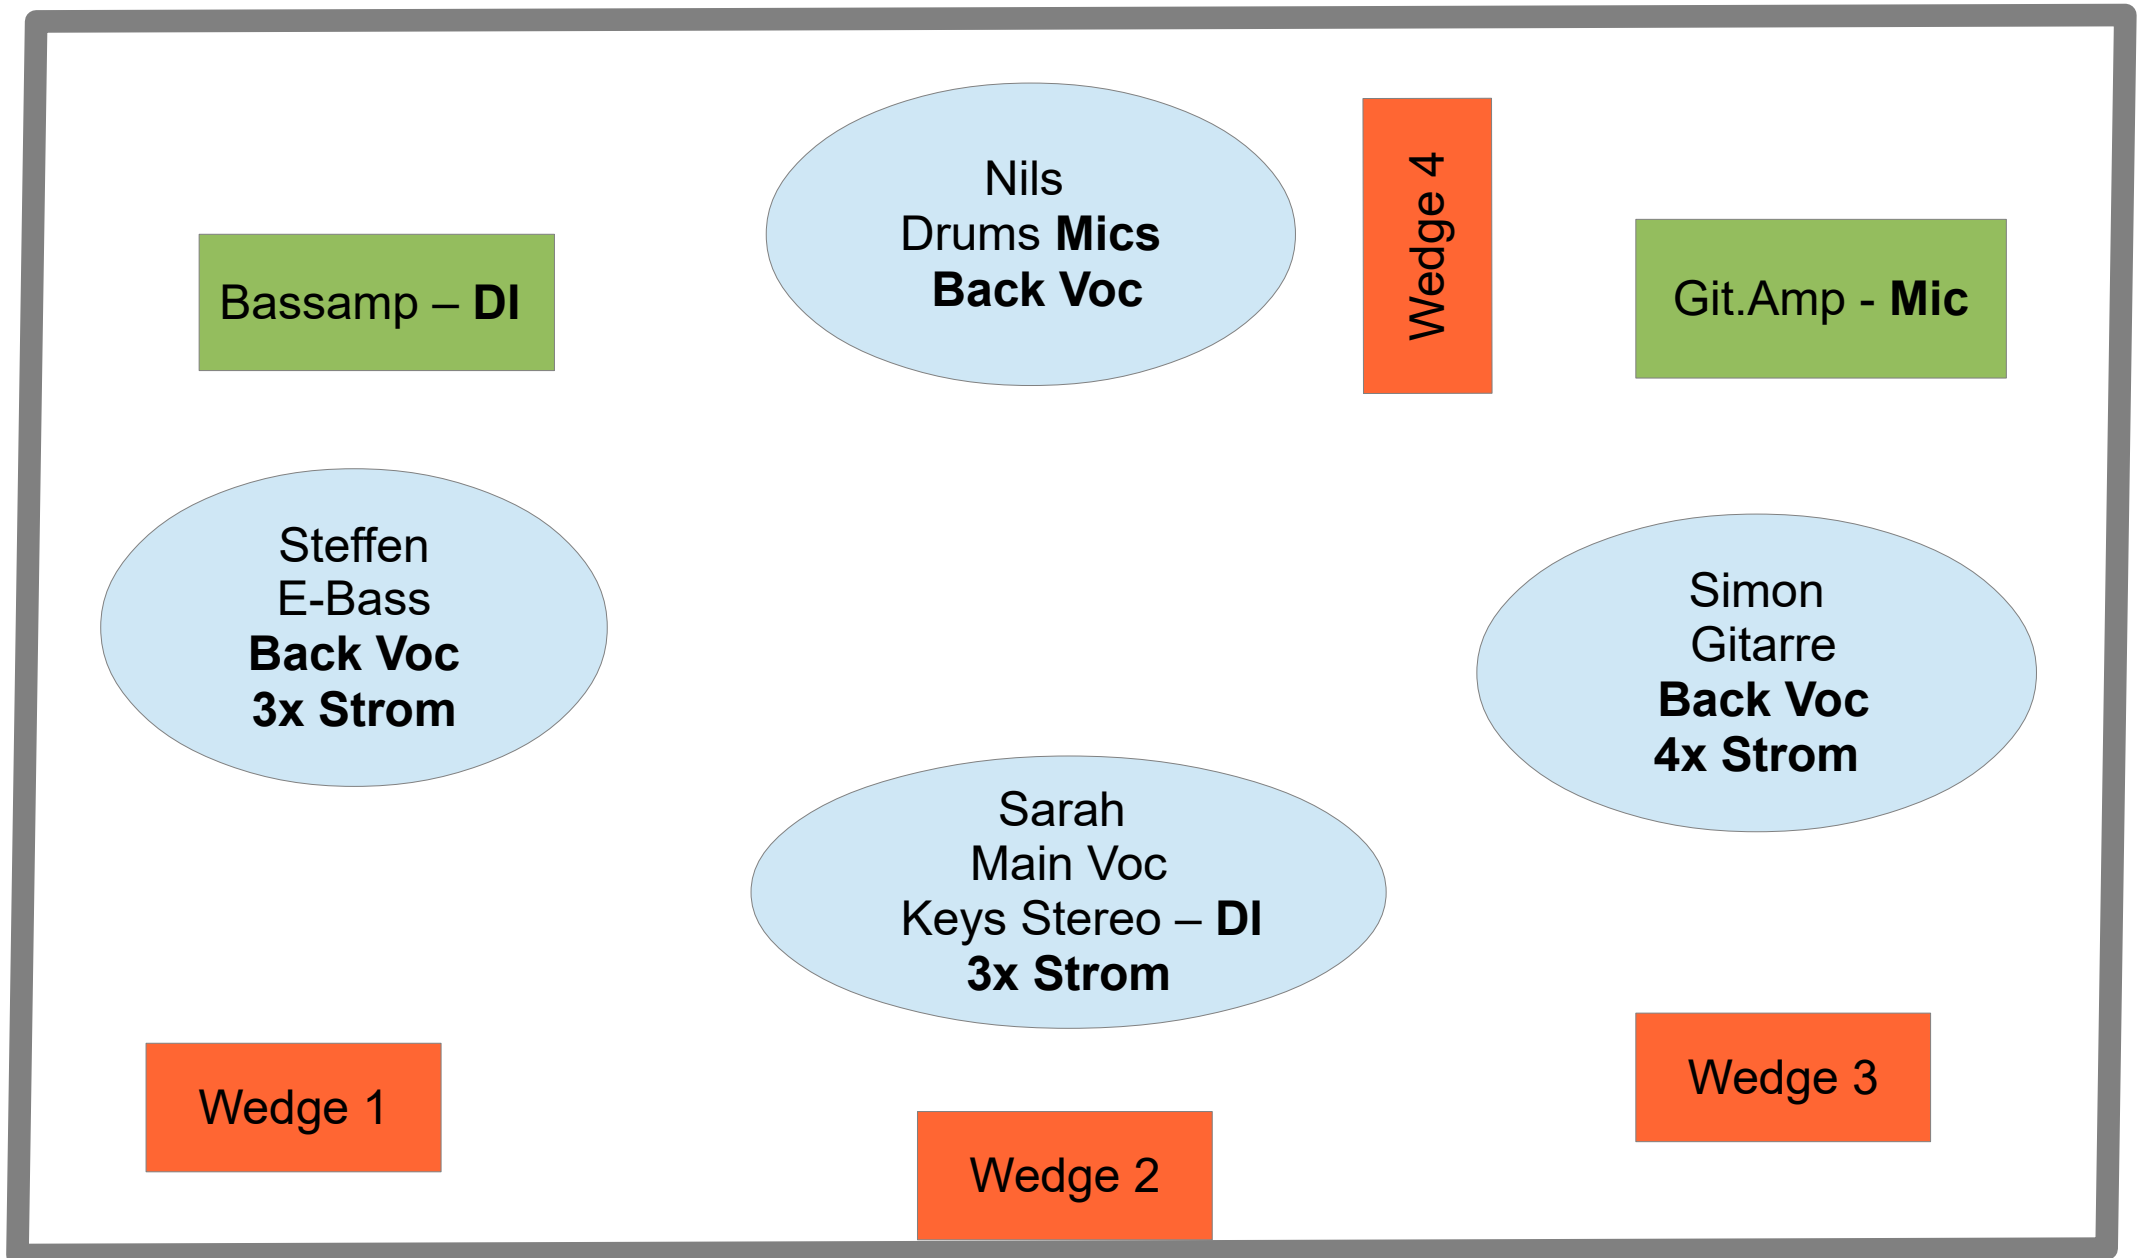 Nils
Drums Mics
Back Voc
Wedge 4
Bassamp – DI
Git.Amp - Mic
Steffen
E-Bass
Back Voc
3x Strom
Simon
Gitarre
Back Voc
4x Strom
Sarah
Main Voc
Keys Stereo – DI
3x Strom
Wedge 1
Wedge 2
Wedge 3